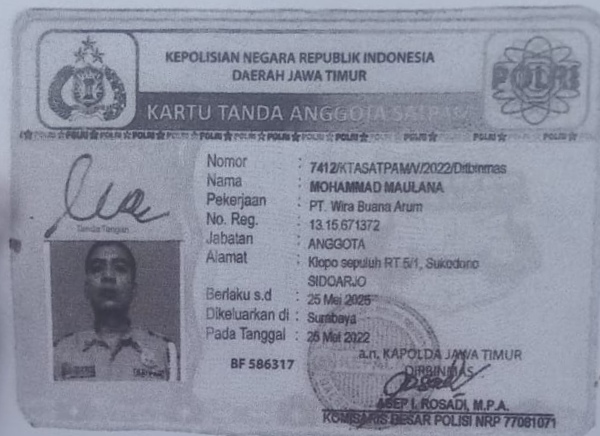 KEPOLISIAN NEGARA REPUBLIK INDONESIA
DAERAH JAWA TIMUR
POLRI
KARTU TANDA ANGGOTA SATPAM
Nomor : 7412/KTASATPAM/V/2022/Ditbinmas
Nama : MOHAMMAD MAULANA
Pekerjaan : PT. Wira Buana Arum
No. Reg. : 13.15.671372
Jabatan : ANGGOTA
Alamat : Klopo sepuluh RT.5/1, Sukodono
SIDOARJO
Berlaku s.d : 25 Mei 2025
Dikeluarkan di : Surabaya
Pada Tanggal : 25 Mei 2022
Tanda Tangan
BF 586317
a.n. KAPOLDA JAWA TIMUR
DIRBINMAS
ASEP I. ROSADI, M.P.A.
KOMISARIS BESAR POLISI NRP 77081071